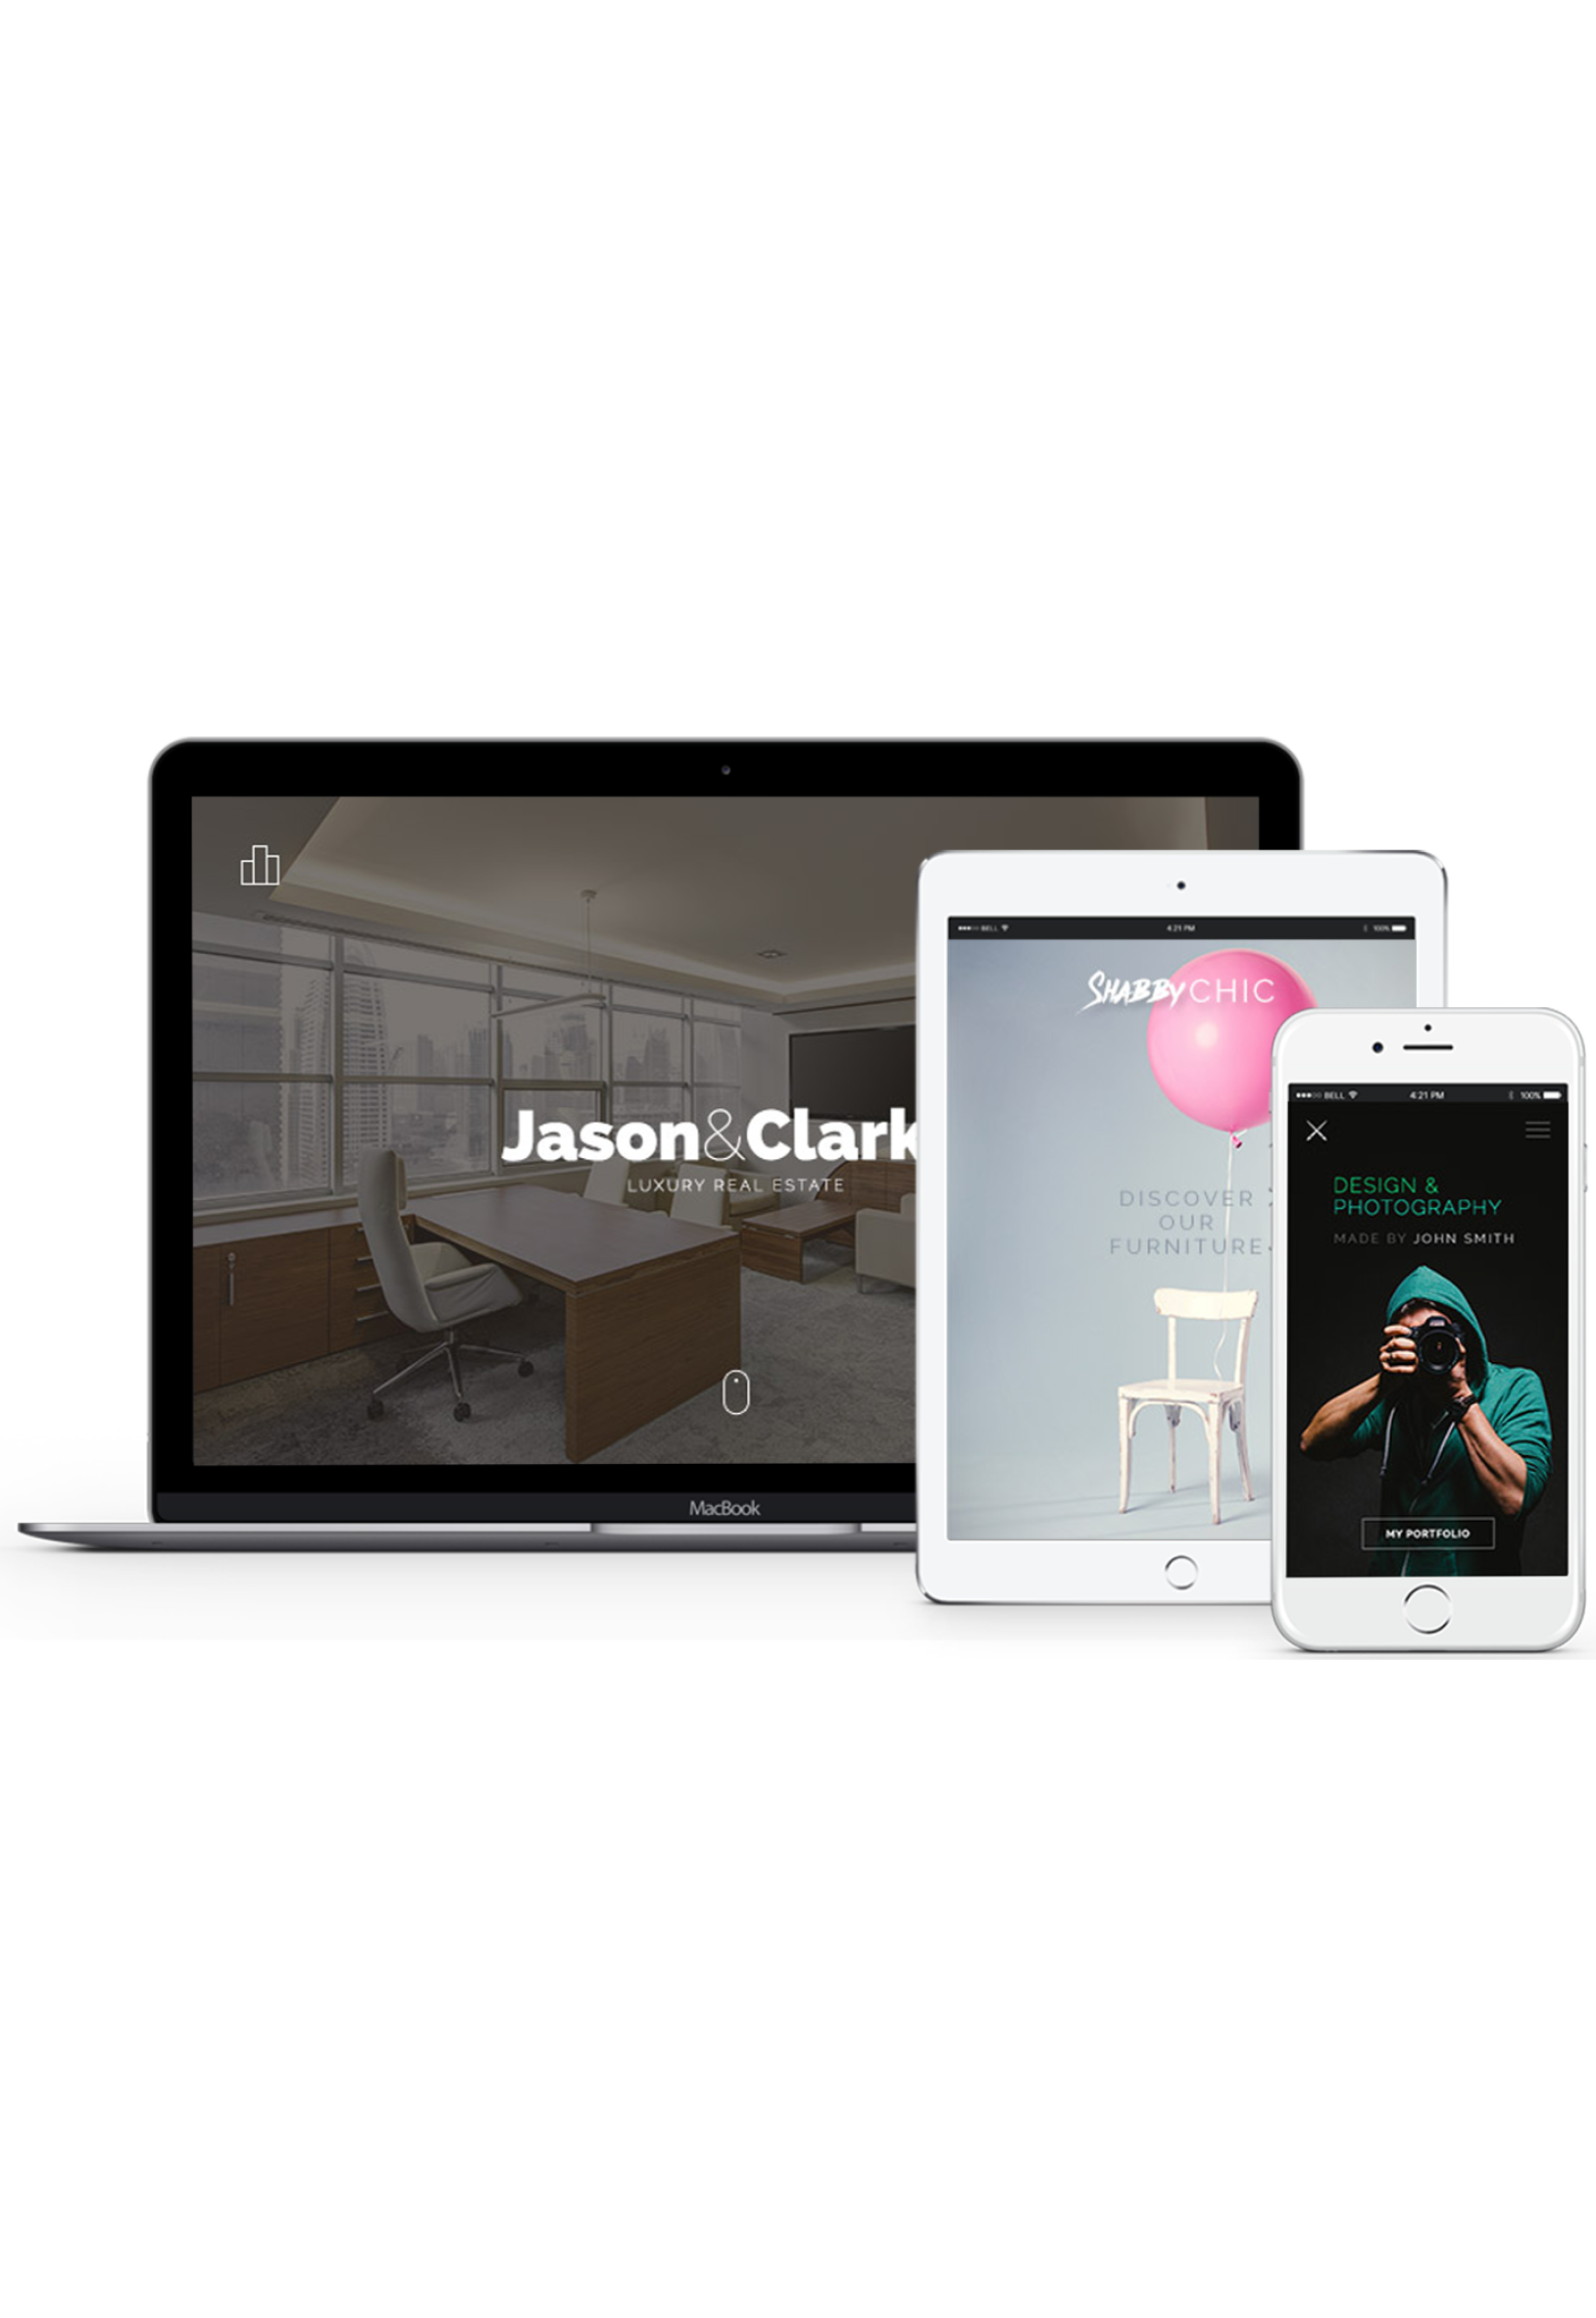 Jason&Clark
LUXURY REAL ESTATE
MacBook
BELL
4:21 PM
100%
SHABBY CHIC
DISCOVER
OUR
FURNITURE
BELL
4:21 PM
100%
DESIGN &
PHOTOGRAPHY
MADE BY JOHN SMITH
MY PORTFOLIO